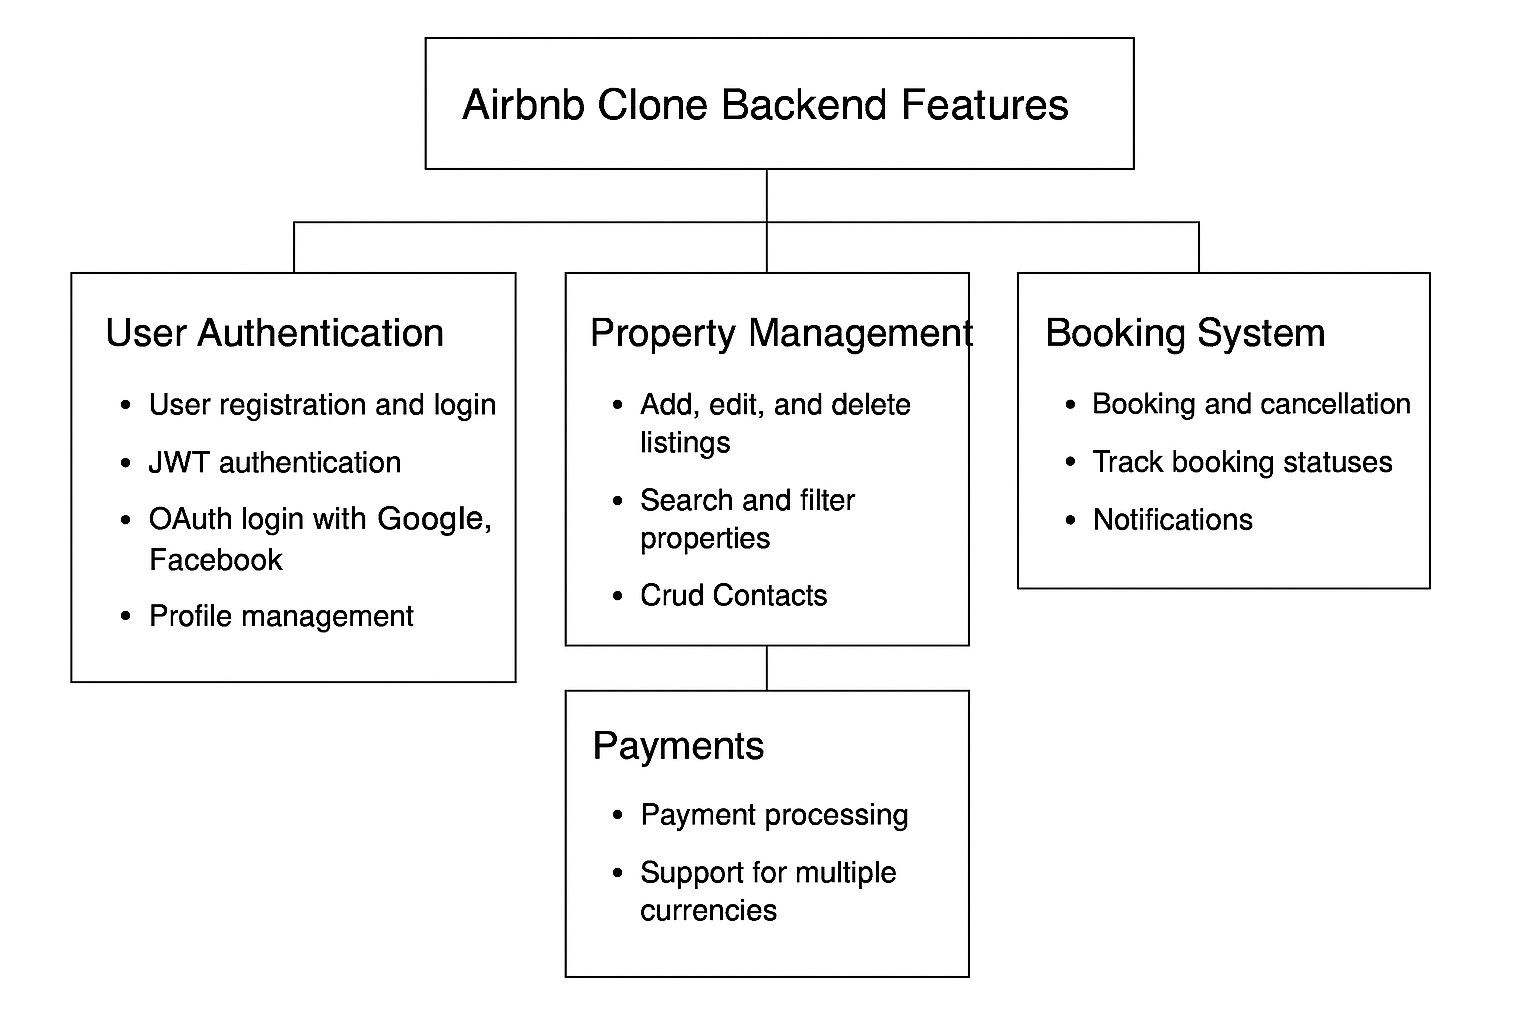 Airbnb Clone Backend Features
User Authentication
• User registration and login
• JWT authentication
• OAuth login with Google,
Facebook
• Profile management
Property Management
• Add, edit, and delete
listings
• Search and filter
properties
• Crud Contacts
Booking System
• Booking and cancellation
• Track booking statuses
• Notifications
Payments
• Payment processing
• Support for multiple
currencies